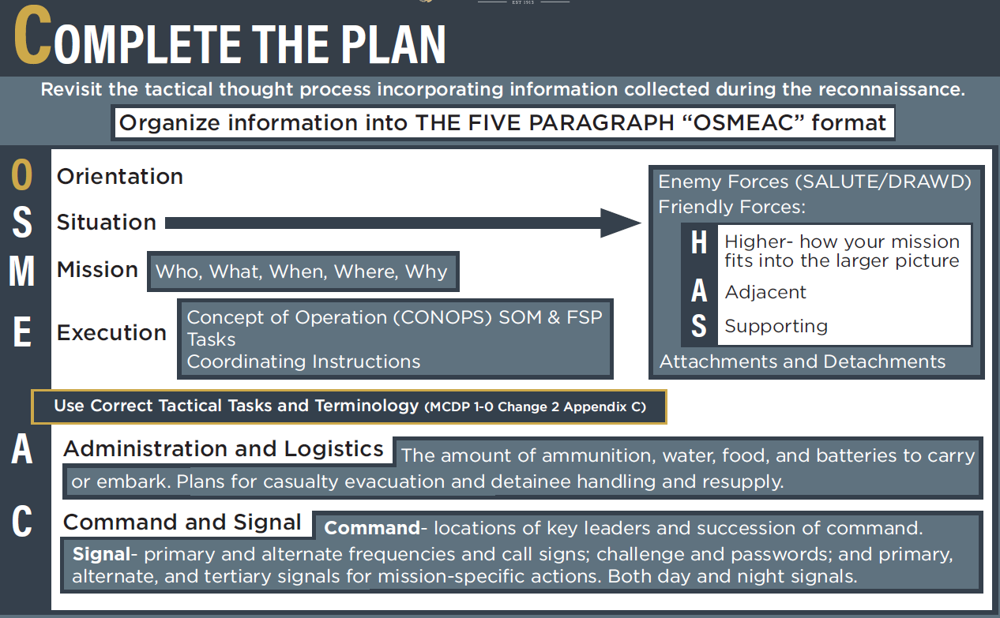 EST 1913
COMPLETE THE PLAN
Revisit the tactical thought process incorporating information collected during the reconnaissance.
Organize information into THE FIVE PARAGRAPH “OSMEAC” format
O Orientation
S Situation
Enemy Forces (SALUTE/DRAWD)
Friendly Forces:
H Higher- how your mission
fits into the larger picture
A Adjacent
S Supporting
Attachments and Detachments
M Mission Who, What, When, Where, Why
E Execution
Concept of Operation (CONOPS) SOM & FSP
Tasks
Coordinating Instructions
Use Correct Tactical Tasks and Terminology (MCDP 1-0 Change 2 Appendix C)
A Administration and Logistics The amount of ammunition, water, food, and batteries to carry
or embark. Plans for casualty evacuation and detainee handling and resupply.
C Command and Signal Command- locations of key leaders and succession of command.
Signal- primary and alternate frequencies and call signs; challenge and passwords; and primary,
alternate, and tertiary signals for mission-specific actions. Both day and night signals.